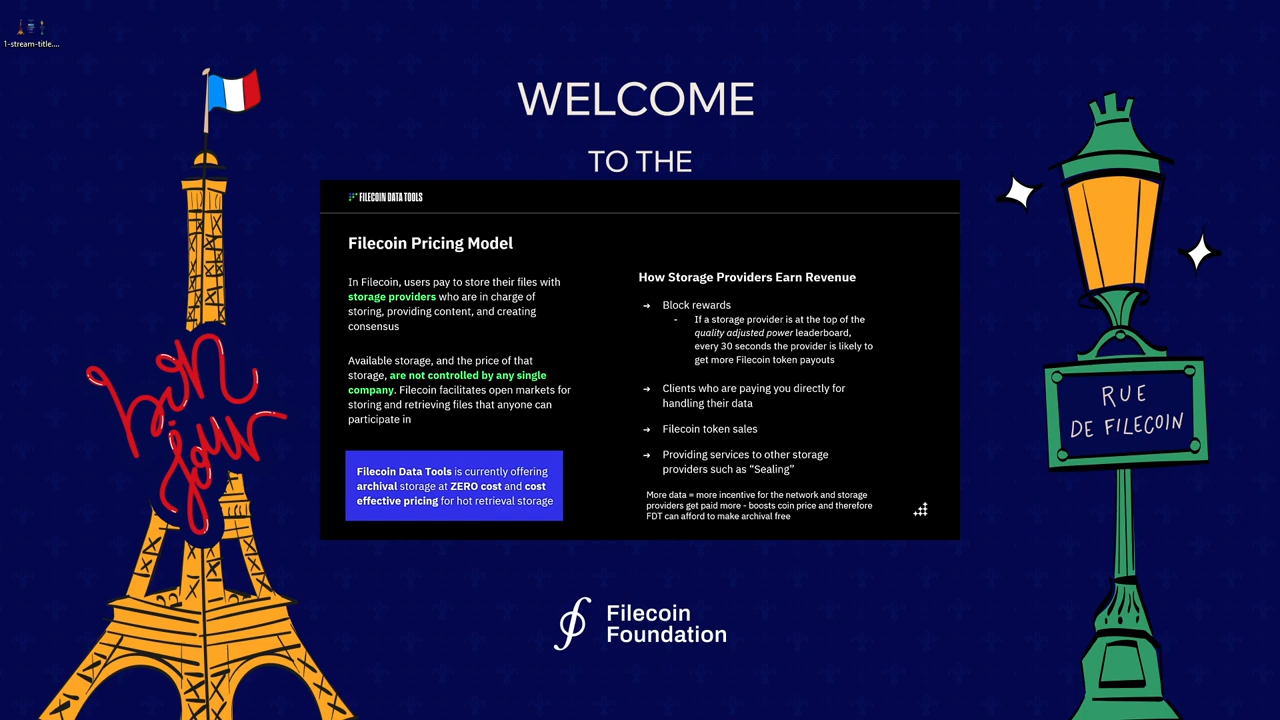 1-stream-title....
WELCOME
TO THE
FILECOIN DATA TOOLS
Filecoin Pricing Model
In Filecoin, users pay to store their files with
storage providers who are in charge of
storing, providing content, and creating
consensus
Available storage, and the price of that
storage, are not controlled by any single
company. Filecoin facilitates open markets for
storing and retrieving files that anyone can
participate in
Filecoin Data Tools is currently offering
archival storage at ZERO cost and cost
effective pricing for hot retrieval storage
How Storage Providers Earn Revenue
➔ Block rewards
- If a storage provider is at the top of the
quality adjusted power leaderboard,
every 30 seconds the provider is likely to
get more Filecoin token payouts
➔ Clients who are paying you directly for
handling their data
➔ Filecoin token sales
➔ Providing services to other storage
providers such as “Sealing”
More data = more incentive for the network and storage
providers get paid more - boosts coin price and therefore
FDT can afford to make archival free
bon
jour
RUE
DE FILECOIN
Filecoin
Foundation